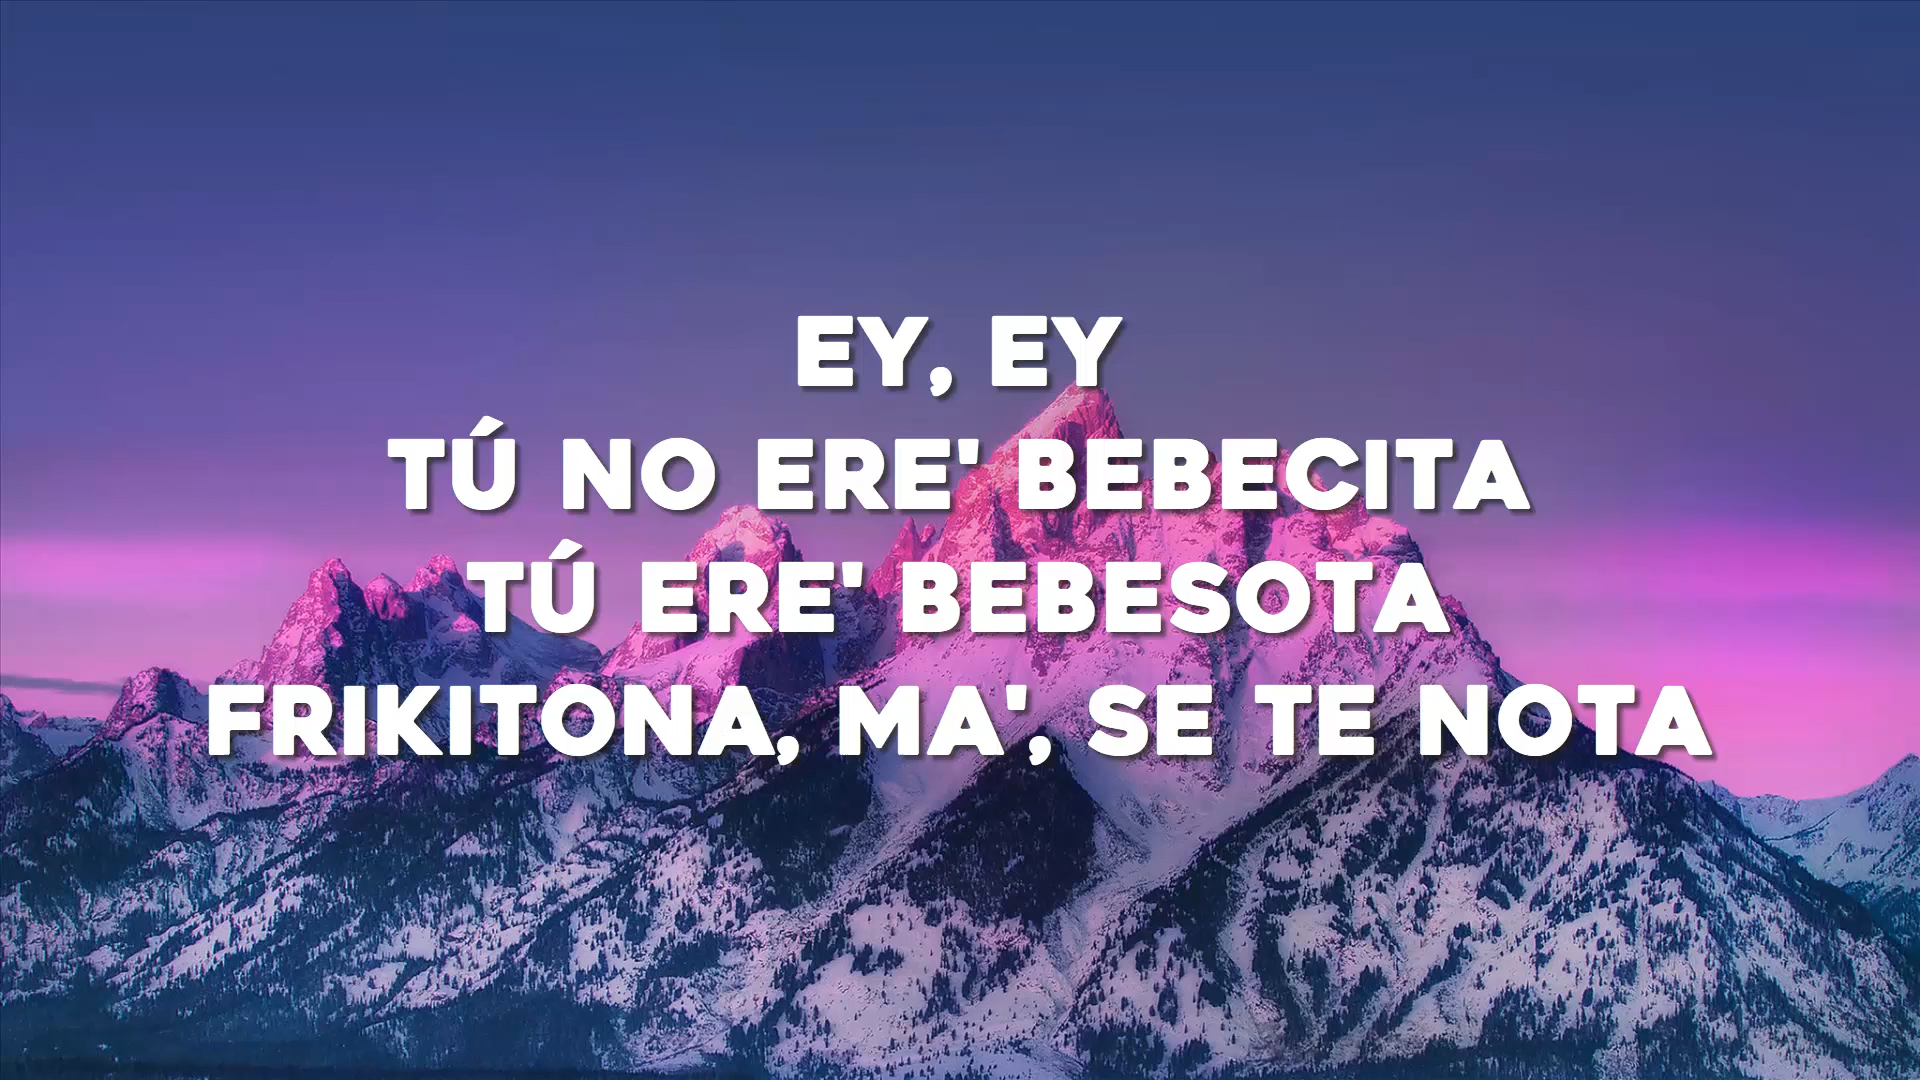 EY, EY
TÚ NO ERE' BEBECITA
TÚ ERE' BEBESOTA
FRIKITONA, MA', SE TE NOTA